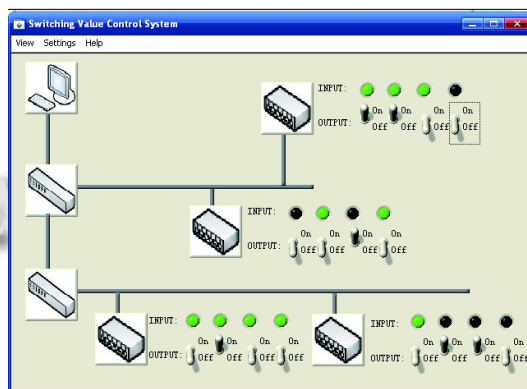 Switching Value Control System
View Settings Help
INPUT:
OUTPUT: On Off On Off On Off On Off
INPUT:
OUTPUT: On Off On Off On Off On Off
INPUT: INPUT:
OUTPUT: On Off On Off On Off On Off OUTPUT: On Off On Off On Off On Off